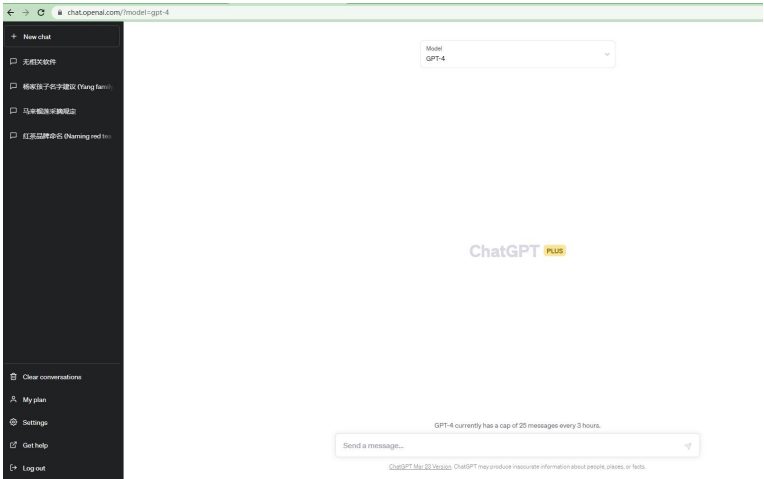 chat.openai.com/?model=gpt-4
New chat
无相关软件
杨家孩子名字建议 (Yang family
马来榴莲采摘规定
红茶品牌命名 (Naming red tea
Model
GPT-4
ChatGPT PLUS
Clear conversations
My plan
Settings
Get help
Log out
GPT-4 currently has a cap of 25 messages every 3 hours.
Send a message...
ChatGPT Mar 23 Version. ChatGPT may produce inaccurate information about people, places, or facts.